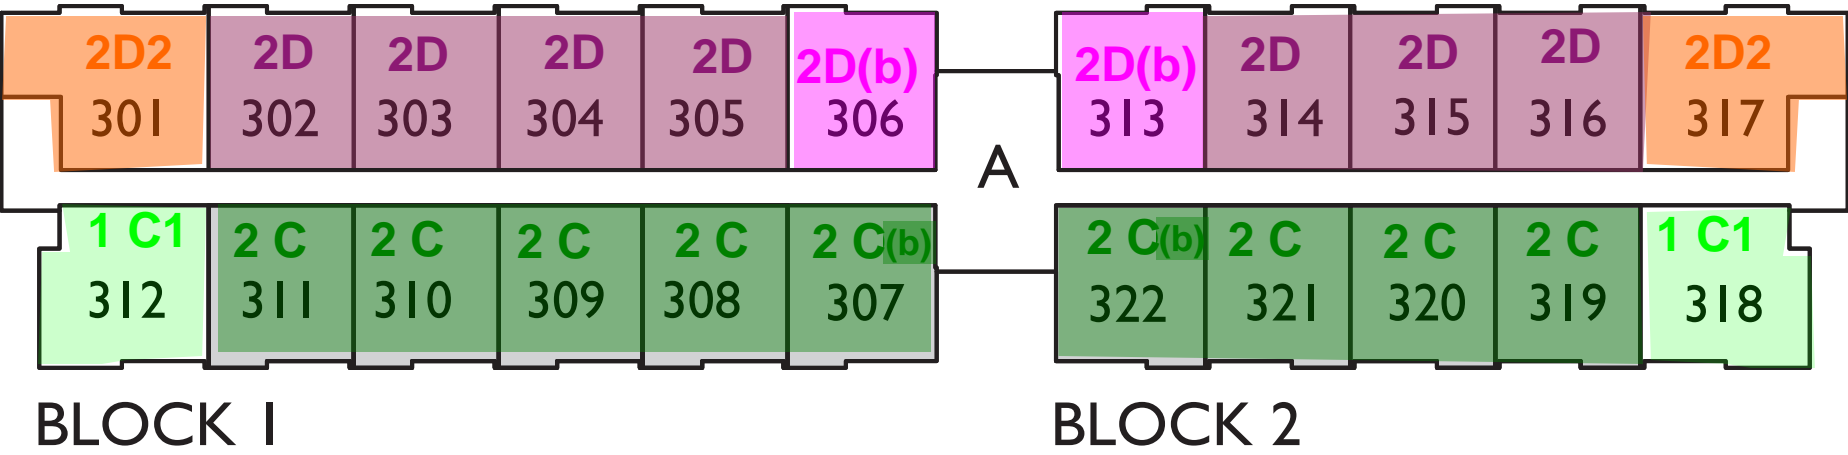 2D2 2D 2D 2D 2D 2D(b) 2D(b) 2D 2D 2D 2D2
301 302 303 304 305 306 313 314 315 316 317
A
1 C1 2 C 2 C 2 C 2 C 2 C(b) 2 C(b) 2 C 2 C 2 C 1 C1
312 311 310 309 308 307 322 321 320 319 318
BLOCK 1 BLOCK 2